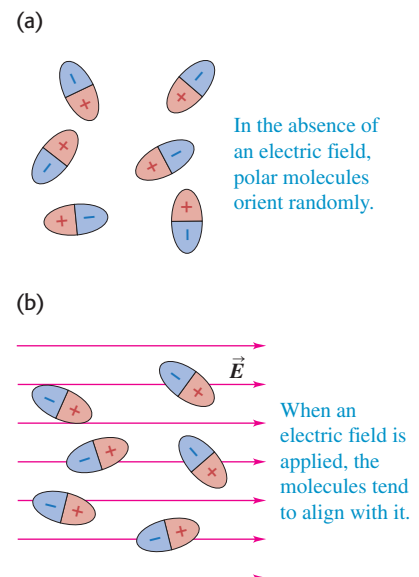 (a)
− +
− +
+ −
+ −
+ −
+ −
In the absence of
an electric field,
polar molecules
orient randomly.
(b)
E⃗
− +
− +
− +
− +
− +
− +
When an
electric field is
applied, the
molecules tend
to align with it.